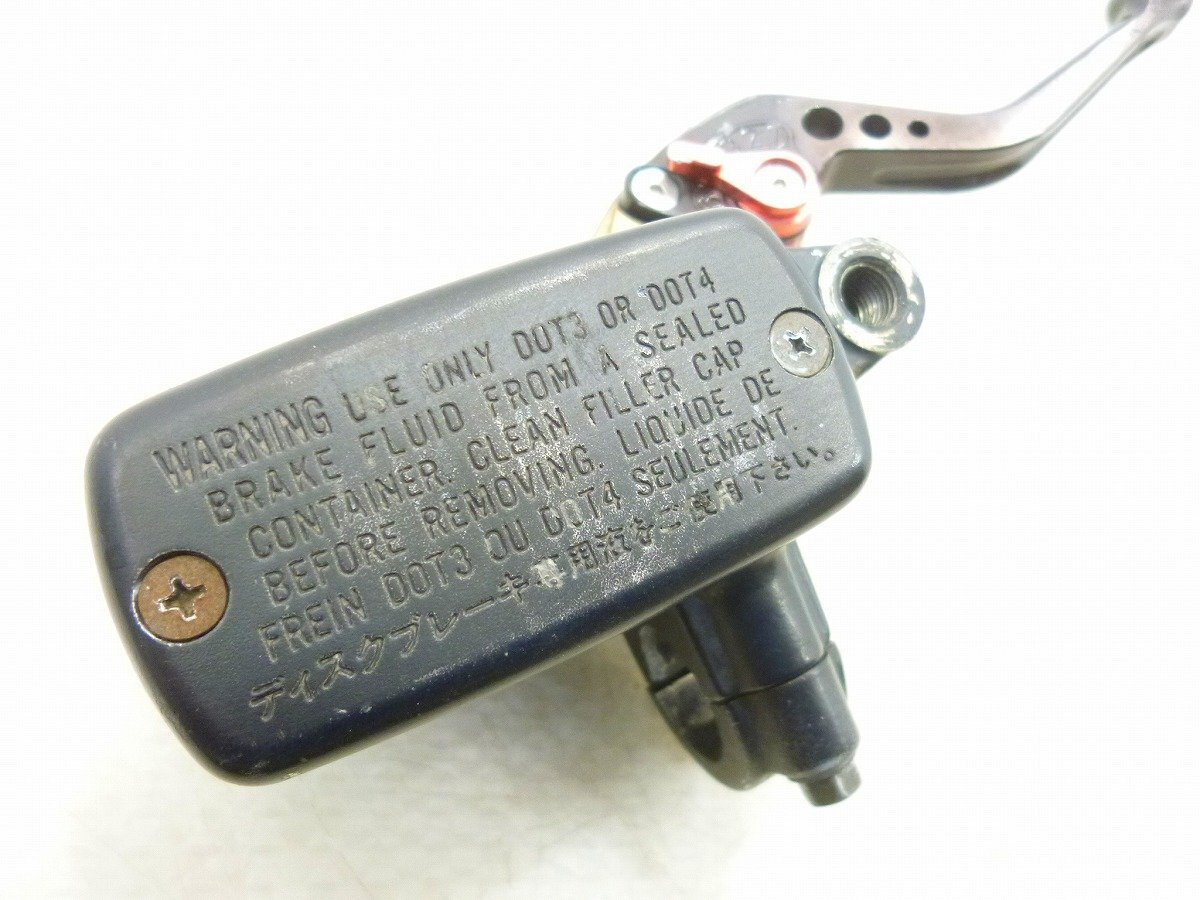 WARNING USE ONLY DOT3 OR DOT4
BRAKE FLUID FROM A SEALED
CONTAINER. CLEAN FILLER CAP
BEFORE REMOVING. LIQUIDE DE
FREIN DOT3 OU DOT4 SEULEMENT.
ディスクブレーキ専用液をご使用下さい。